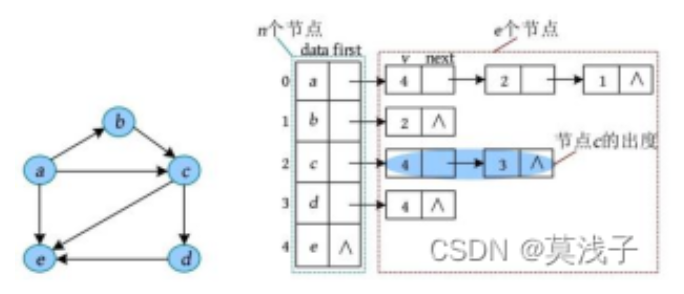 n个节点
e个节点
data first
v next
0 a 4 2 1 ∧
1 b 2 ∧
2 c 4 3 ∧
节点c的出度
3 d 4 ∧
4 e ∧
b
a
c
e
d
CSDN @莫浅子